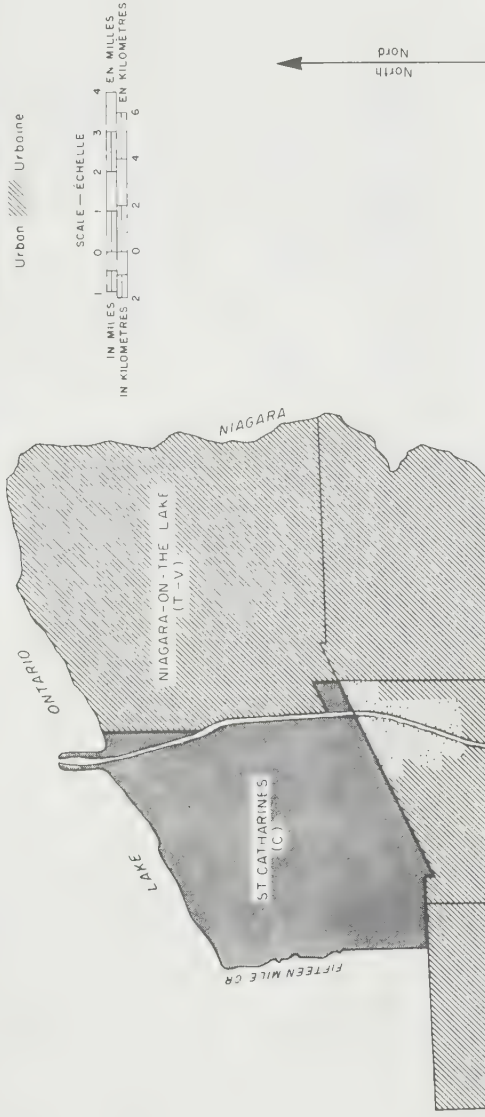 Urban Urbaine
SCALE — ÉCHELLE
1 0 1 2 3 4
IN MILES EN MILLES
IN KILOMETRES EN KILOMÈTRES
2 0 2 4 6
North
Nord
LAKE ONTARIO
NIAGARA
NIAGARA-ON-THE LAKE
(T-V)
ST CATHARINES
(C)
FIFTEEN MILE CR